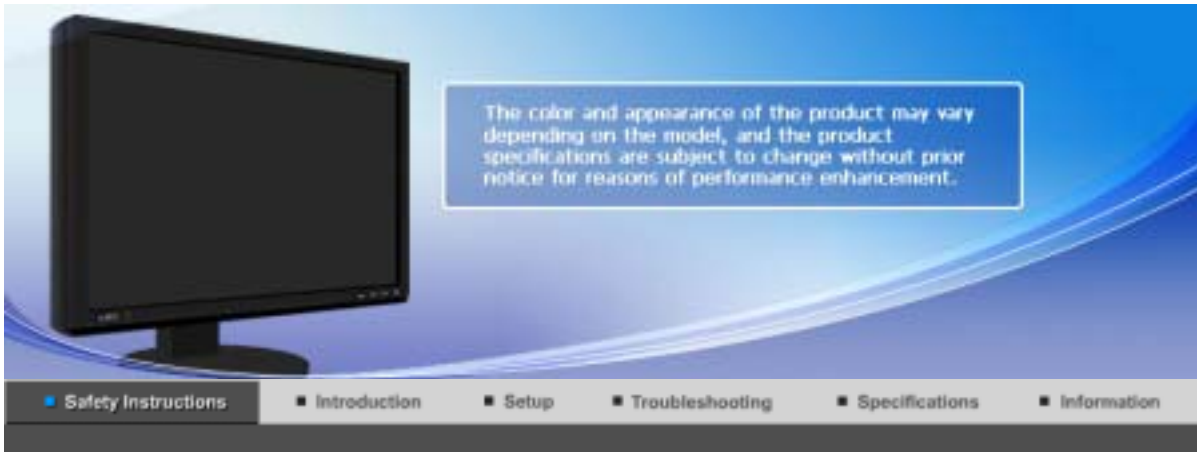 The color and appearance of the product may vary
depending on the model, and the product
specifications are subject to change without prior
notice for reasons of performance enhancement.
Safety Instructions
Introduction
Setup
Troubleshooting
Specifications
Information